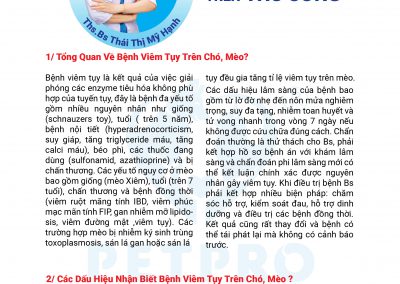 Ths.Bs Thái Thị Mỹ Hạnh
1/ Tổng Quan Về Bệnh Viêm Tụy Trên Chó, Mèo?
Bệnh viêm tụy là kết quả của việc giải
phóng các enzyme tiêu hóa không phù
hợp của tuyến tụy, đây là bệnh đa yếu tố
gồm nhiều nguyên nhân như giống
(schnauzers toy), tuổi ( trên 5 năm),
bệnh nội tiết (hyperadrenocorticism,
suy giáp, tăng triglyceride máu, tăng
calci máu), béo phì, các thuốc đang
dùng (sulfonamid, azathioprine) và bị
chấn thương. Các yếu tố nguy cơ ở mèo
bao gồm giống (mèo Xiêm), tuổi (trên 7
tuổi), chấn thương và bệnh đồng thời
(viêm ruột mãng tính IBD, viêm phúc
mạc mãn tính FIP, gan nhiễm mỡ lipido-
sis, viêm đường mật ,viêm tụy). Các
trường hợp mèo bị nhiễm ký sinh trùng
toxoplasmosis, sán lá gan hoặc sán lá
tụy đều gia tăng tỉ lệ viêm tụy trên mèo.
Các dấu hiệu lâm sàng của bệnh bao
gồm từ lờ đờ nhẹ đến nôn mửa nghiêm
trọng, suy đa tạng, nhiễm toan huyết và
tử vong nhanh trong vòng 7 ngày nếu
không được cứu chữa đúng cách. Chẩn
đoán thường là thử thách cho Bs, phải
kết hợp hồ sơ bệnh án với khám lâm
sàng và chẩn đoán phi lâm sàng mới có
thể kết luận chính xác được nguyên
nhân gây viêm tụy. Khi điều trị bệnh Bs
phải kết hợp nhiều biện pháp: chăm
sóc hỗ trợ, kiểm soát đau, hỗ trợ dinh
dưỡng và điều trị các bệnh đồng thời.
Kết quả cũng rất thay đổi và bệnh có
thể tái phát lại mà không có cảnh báo
trước.
2/ Các Dấu Hiệu Nhận Biết Bệnh Viêm Tụy Trên Chó, Mèo ?